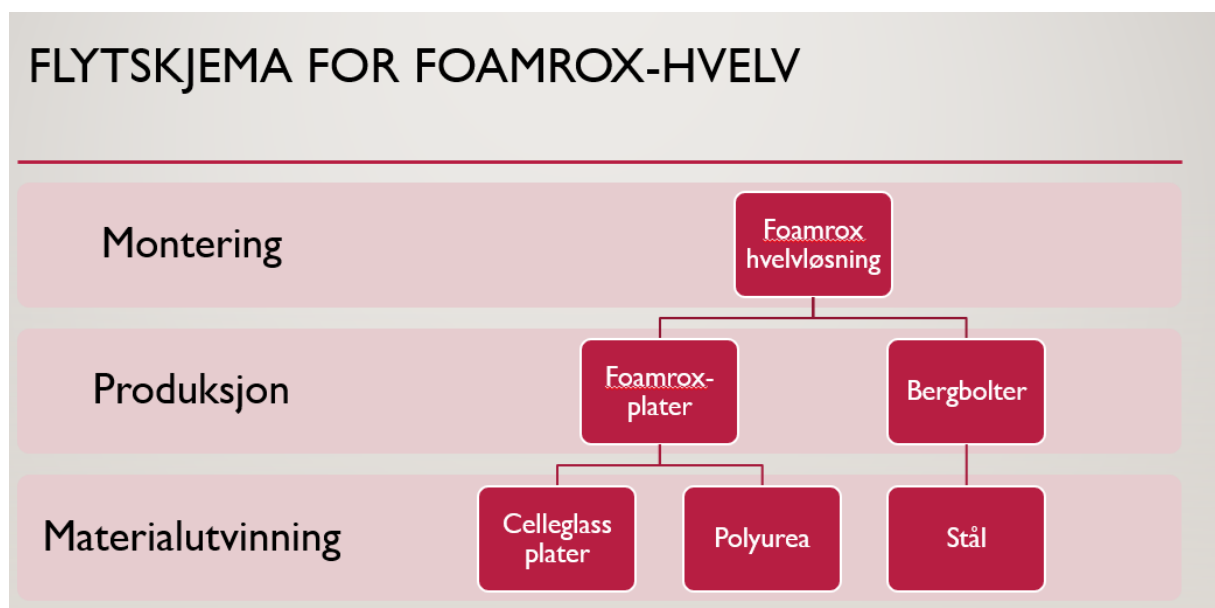 FLYTSKJEMA FOR FOAMROX-HVELV
Montering
Foamrox
hvelvløsning
Produksjon
Foamrox-
plater
Bergbolter
Materialutvinning
Celleglass
plater
Polyurea
Stål